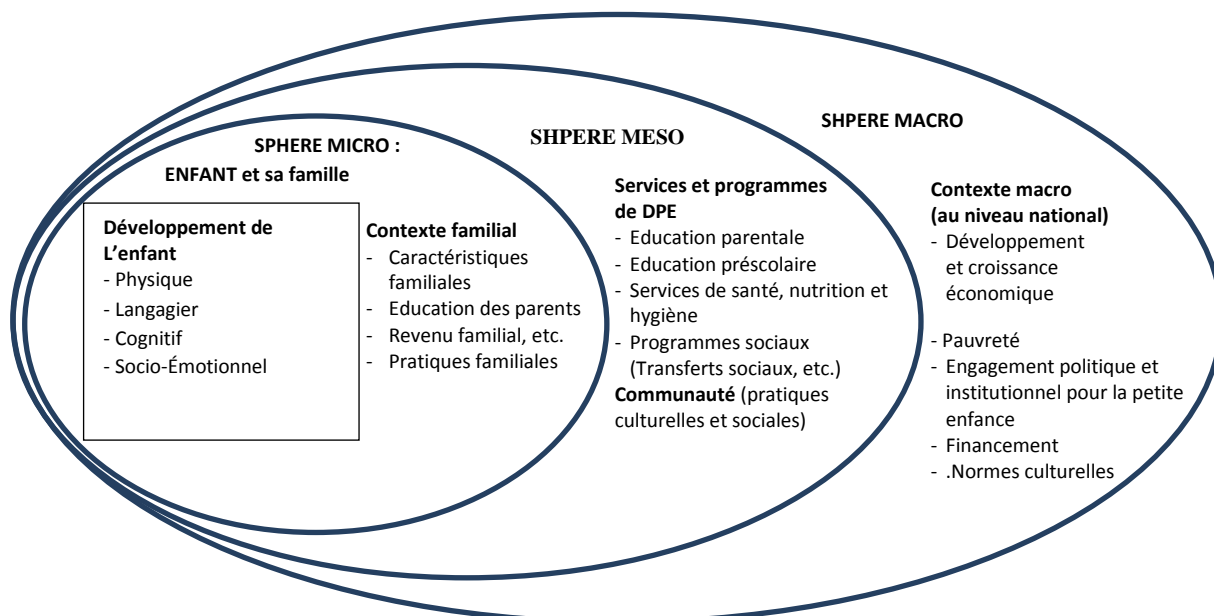 SPHERE MICRO :
ENFANT et sa famille
Développement de
L'enfant
- Physique
- Langagier
- Cognitif
- Socio-Émotionnel
Contexte familial
- Caractéristiques
familiales
- Education des parents
- Revenu familial, etc.
- Pratiques familiales
SHPERE MESO
Services et programmes
de DPE
- Education parentale
- Education préscolaire
- Services de santé, nutrition et
hygiène
- Programmes sociaux
(Transferts sociaux, etc.)
Communauté (pratiques
culturelles et sociales)
SHPERE MACRO
Contexte macro
(au niveau national)
- Développement
et croissance
économique
- Pauvreté
- Engagement politique et
institutionnel pour la petite
enfance
- Financement
- .Normes culturelles